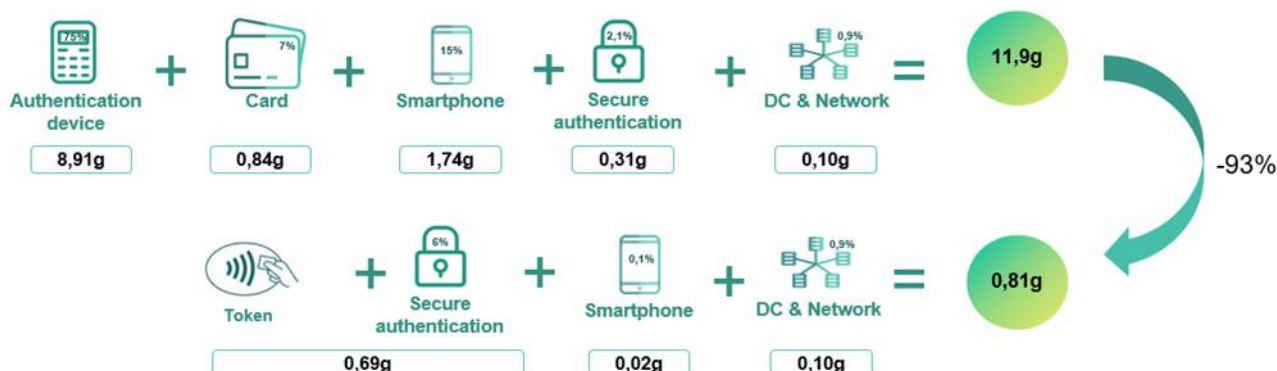 75%
7%
15%
2,1%
0,9%
11,9g
Authentication
device
Card
Smartphone
Secure
authentication
DC & Network
8,91g
0,84g
1,74g
0,31g
0,10g
-93%
6%
0,1%
0,9%
0,81g
Token
Secure
authentication
Smartphone
DC & Network
0,69g
0,02g
0,10g